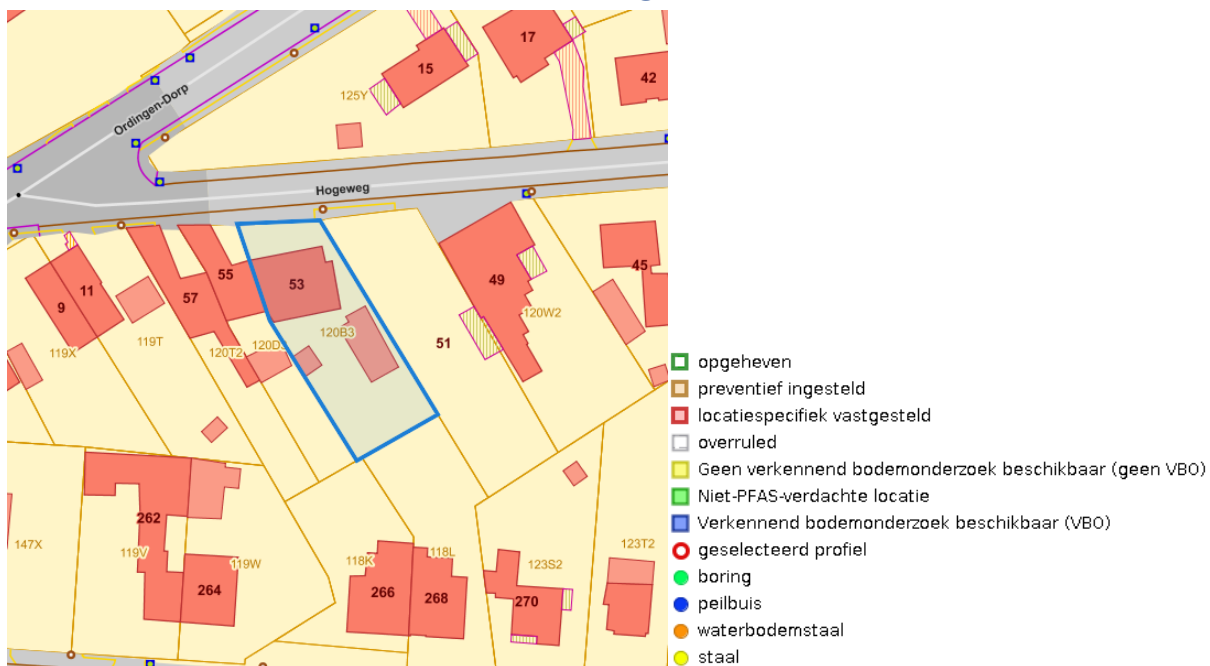 17
15
42
Ordingen-Dorp
125Y
Hogeweg
55
53
49
45
9
11
57
120B3
120W2
119X
119T
120T2
51
262
147X
119V
119W
264
118K
118L
266
268
123S2
270
123T2
opgeheven
preventief ingesteld
locatiespecifiek vastgesteld
overruled
Geen verkennend bodemonderzoek beschikbaar (geen VBO)
Niet-PFAS-verdachte locatie
Verkennend bodemonderzoek beschikbaar (VBO)
geselecteerd profiel
boring
peilbuis
waterbodemstaal
staal